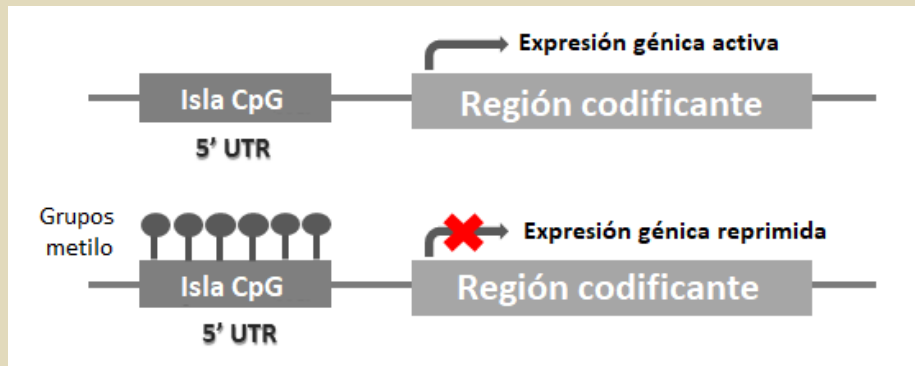 Expresión génica activa
Isla CpG
Región codificante
5' UTR
Grupos
metilo
Expresión génica reprimida
Isla CpG
Región codificante
5' UTR